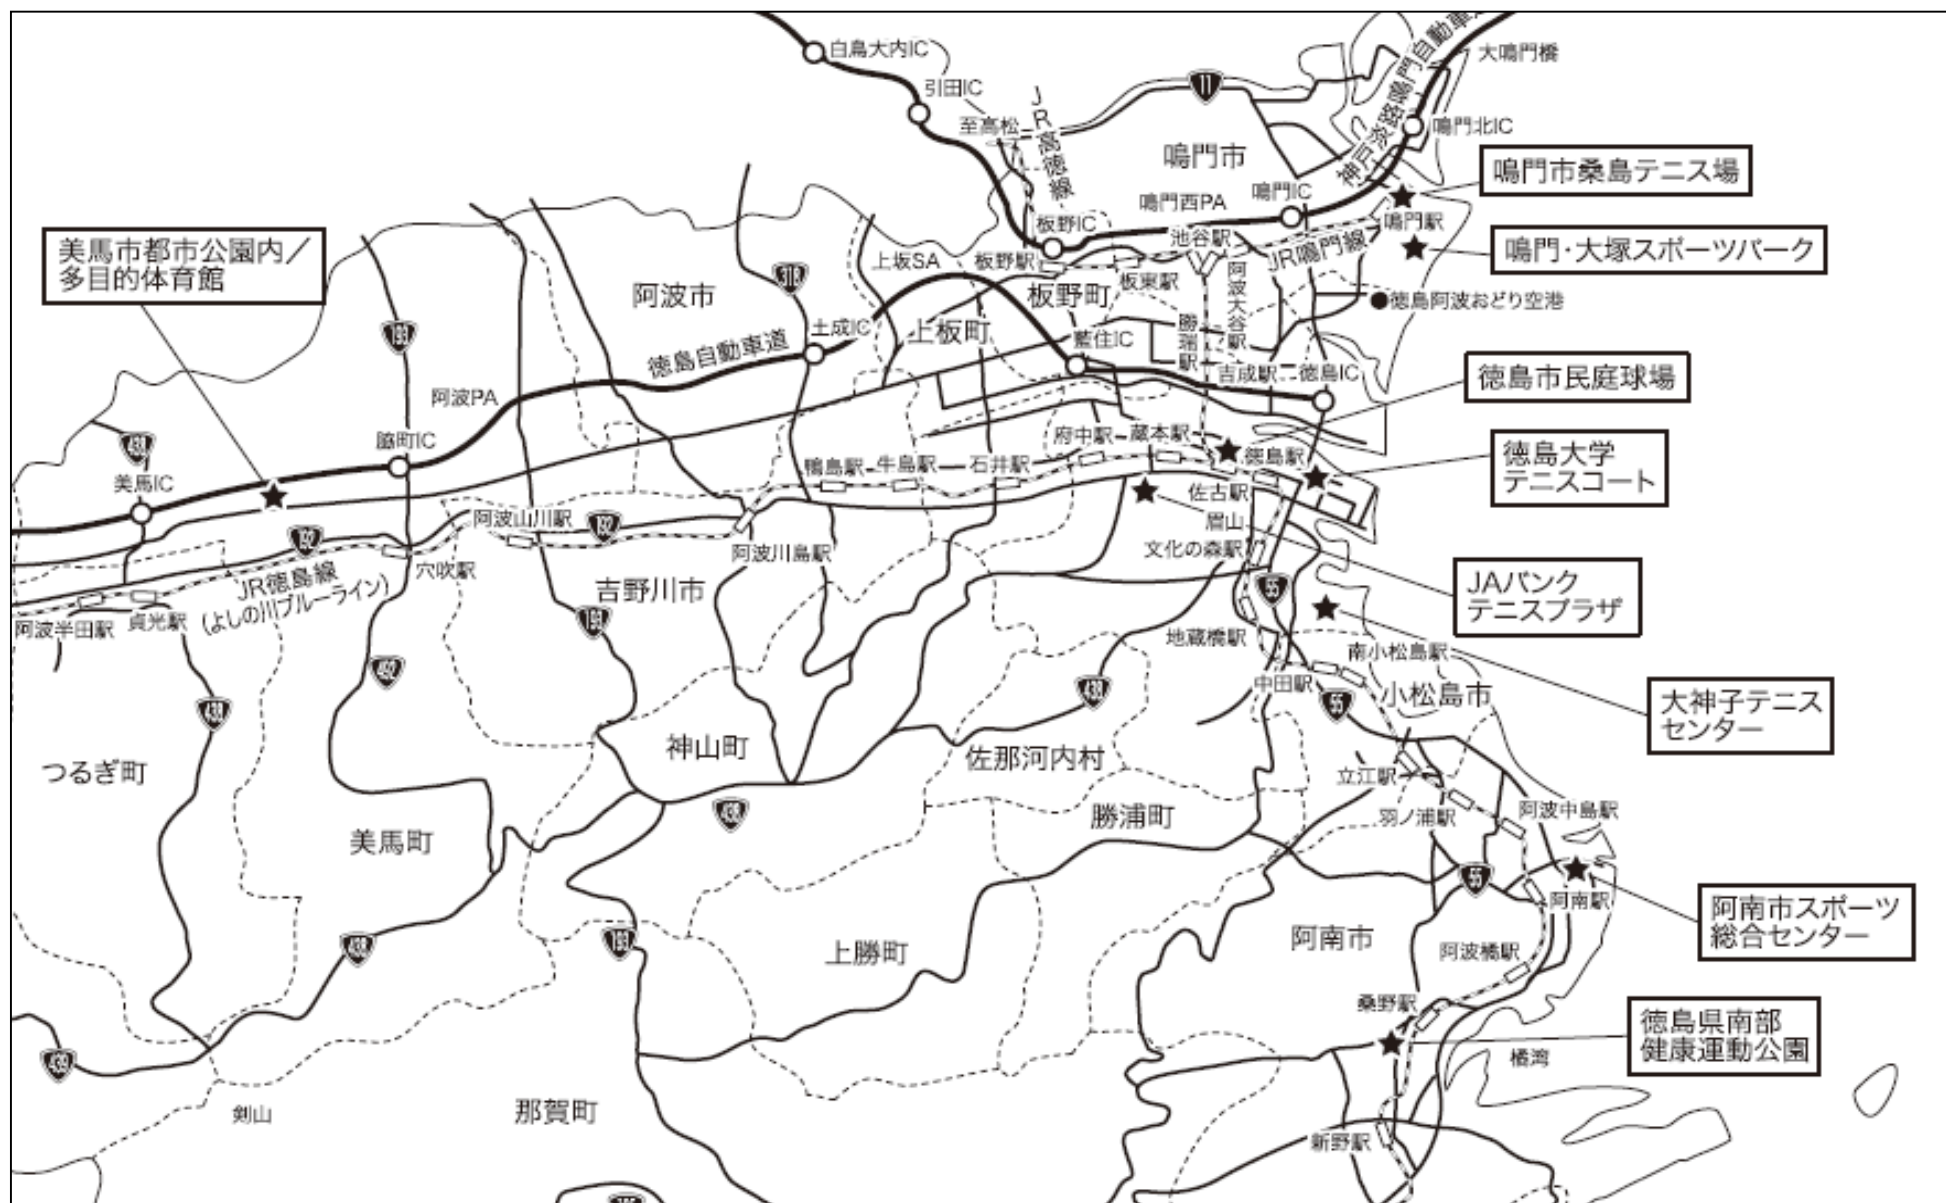 白鳥大内IC
引田IC
至高松
JR高徳線
11
神戸淡路鳴門自動車道
大鳴門橋
鳴門北IC
鳴門市
鳴門市桑島テニス場
鳴門西PA
鳴門IC
鳴門駅
板野IC
池谷駅
JR鳴門線
鳴門・大塚スポーツパーク
美馬市都市公園内／
多目的体育館
上坂SA
板野駅
板東駅
阿波大谷駅
318
阿波市
板野町
徳島阿波おどり空港
193
土成IC
上板町
藍住IC
勝瑞駅
徳島自動車道
吉成駅
徳島IC
徳島市民庭球場
阿波PA
438
脇町IC
府中駅
蔵本駅
美馬IC
鴨島駅
牛島駅
石井駅
徳島駅
徳島大学
テニスコート
佐古駅
阿波山川駅
192
192
眉山
阿波川島駅
文化の森駅
穴吹駅
JR徳島線
(よしの川ブルーライン)
吉野川市
55
JAバンク
テニスプラザ
阿波半田駅
貞光駅
193
地蔵橋駅
南小松島駅
492
438
中田駅
小松島市
大神子テニス
センター
438
55
神山町
佐那河内村
つるぎ町
立江駅
438
勝浦町
羽ノ浦駅
阿波中島駅
美馬町
55
阿南駅
阿南市スポーツ
総合センター
438
193
上勝町
阿南市
阿波橘駅
桑野駅
徳島県南部
健康運動公園
439
橘湾
剣山
那賀町
新野駅